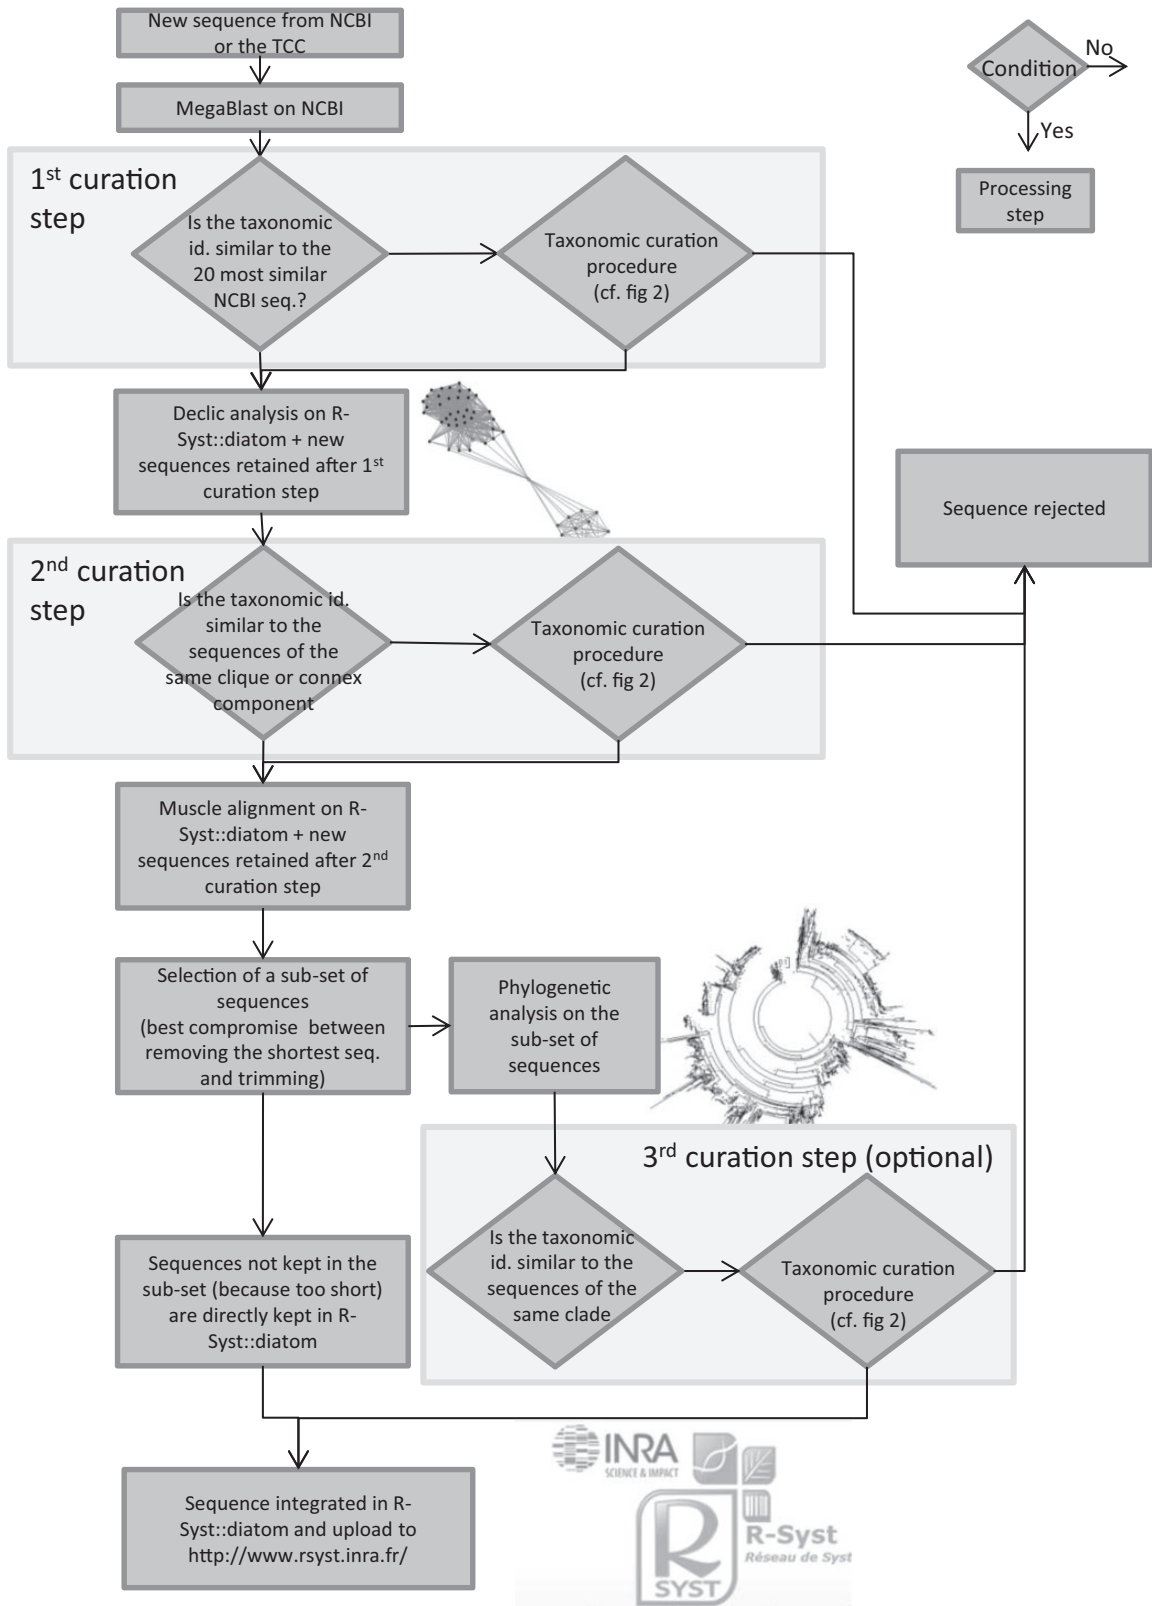 New sequence from NCBI
or the TCC
MegaBlast on NCBI
Condition
No
Yes
Processing
step
1st curation
step
Is the taxonomic
id. similar to the
20 most similar
NCBI seq.?
Taxonomic curation
procedure
(cf. fig 2)
Declic analysis on R-
Syst::diatom + new
sequences retained after 1st
curation step
Sequence rejected
2nd curation
step
Is the taxonomic id.
similar to the
sequences of the
same clique or connex
component
Taxonomic curation
procedure
(cf. fig 2)
Muscle alignment on R-
Syst::diatom + new
sequences retained after 2nd
curation step
Selection of a sub-set of
sequences
(best compromise between
removing the shortest seq.
and trimming)
Phylogenetic
analysis on the
sub-set of
sequences
3rd curation step (optional)
Is the taxonomic
id. similar to the
sequences of the
same clade
Taxonomic curation
procedure
(cf. fig 2)
Sequences not kept in the
sub-set (because too short)
are directly kept in R-
Syst::diatom
Sequence integrated in R-
Syst::diatom and upload to
http://www.rsyst.inra.fr/
INRA
SCIENCE & IMPACT
R
SYST
R-Syst
Réseau de Syst